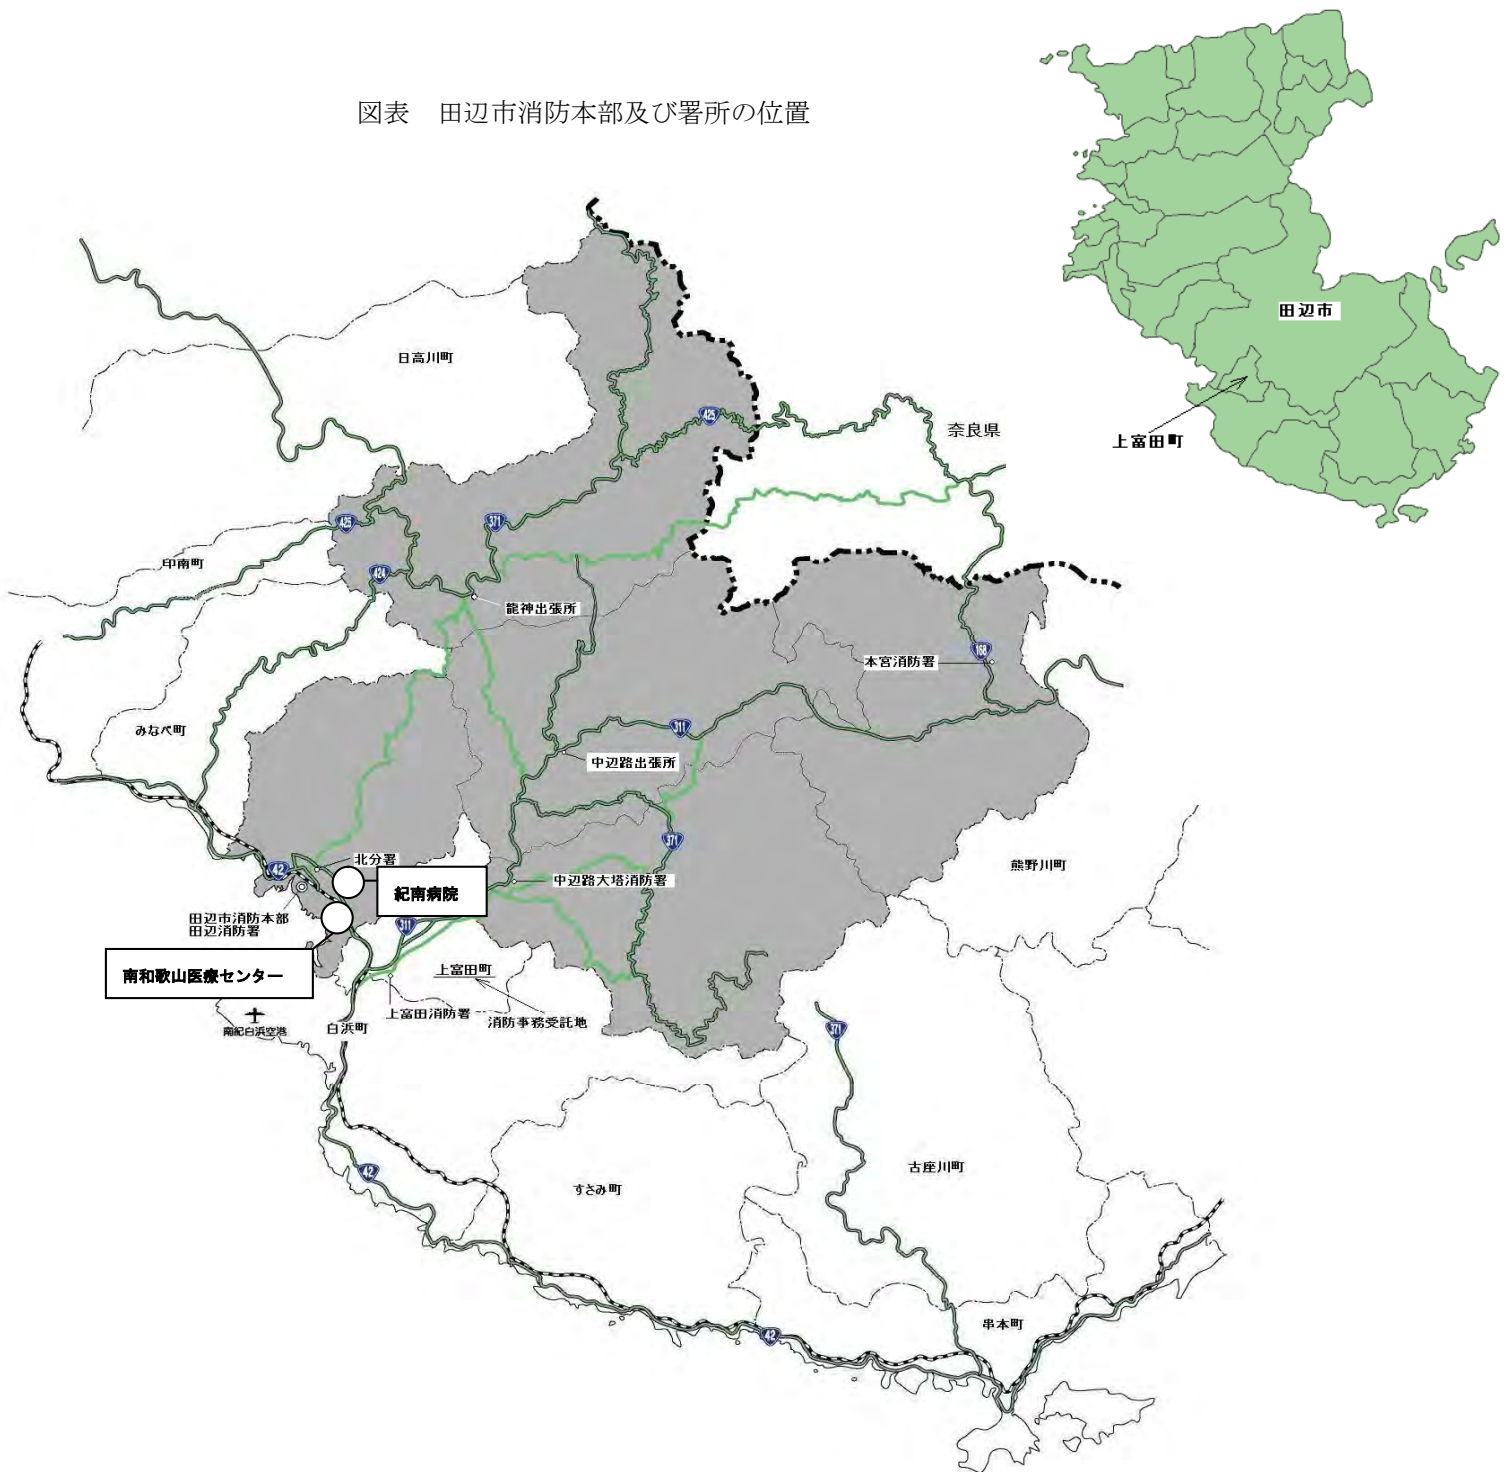 図表　田辺市消防本部及び署所の位置
田辺市
上富田町
日高川町
425
奈良県
425
371
印南町
424
龍神出張所
168
本宮消防署
みなべ町
311
中辺路出張所
371
42
北分署
紀南病院
中辺路大塔消防署
熊野川町
田辺市消防本部
田辺消防署
311
南和歌山医療センター
上富田町
上富田消防署
消防事務受託地
南紀白浜空港
白浜町
371
42
すさみ町
古座川町
串本町
42